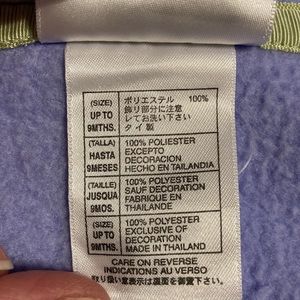 (SIZE) ポリエステル 100%
UP TO 飾り部分に注意し
9MTHS. てお洗い下さい
タイ製
(TALLA) 100% POLIESTER
HASTA EXCEPTO
9MESES DECORACION
HECHO EN TAILANDIA
(TAILLE) 100% POLYESTER
JUSQUA SAUF DECORATION
9MOS. FABRIQUE EN
THAILANDE
(SIZE) 100% POLYESTER
UP TO EXCLUSIVE OF
9MTHS. DECORATION
MADE IN THAILAND
CARE ON REVERSE
INDICATIONS AU VERSO
取り扱い意表示は裏面を御覧下さい